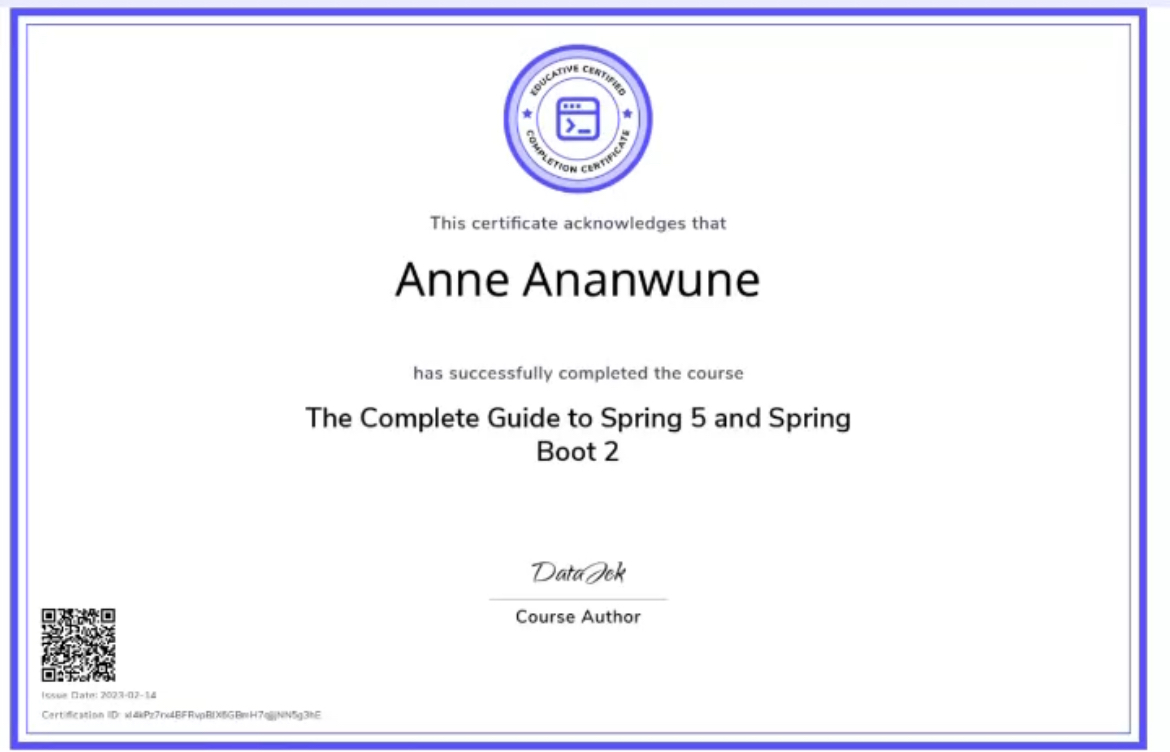 EDUCATIVE CERTIFIED
COMPLETION CERTIFICATE
This certificate acknowledges that
Anne Ananwune
has successfully completed the course
The Complete Guide to Spring 5 and Spring
Boot 2
DataJek
Course Author
Issue Date: 2023-02-14
Certification ID: